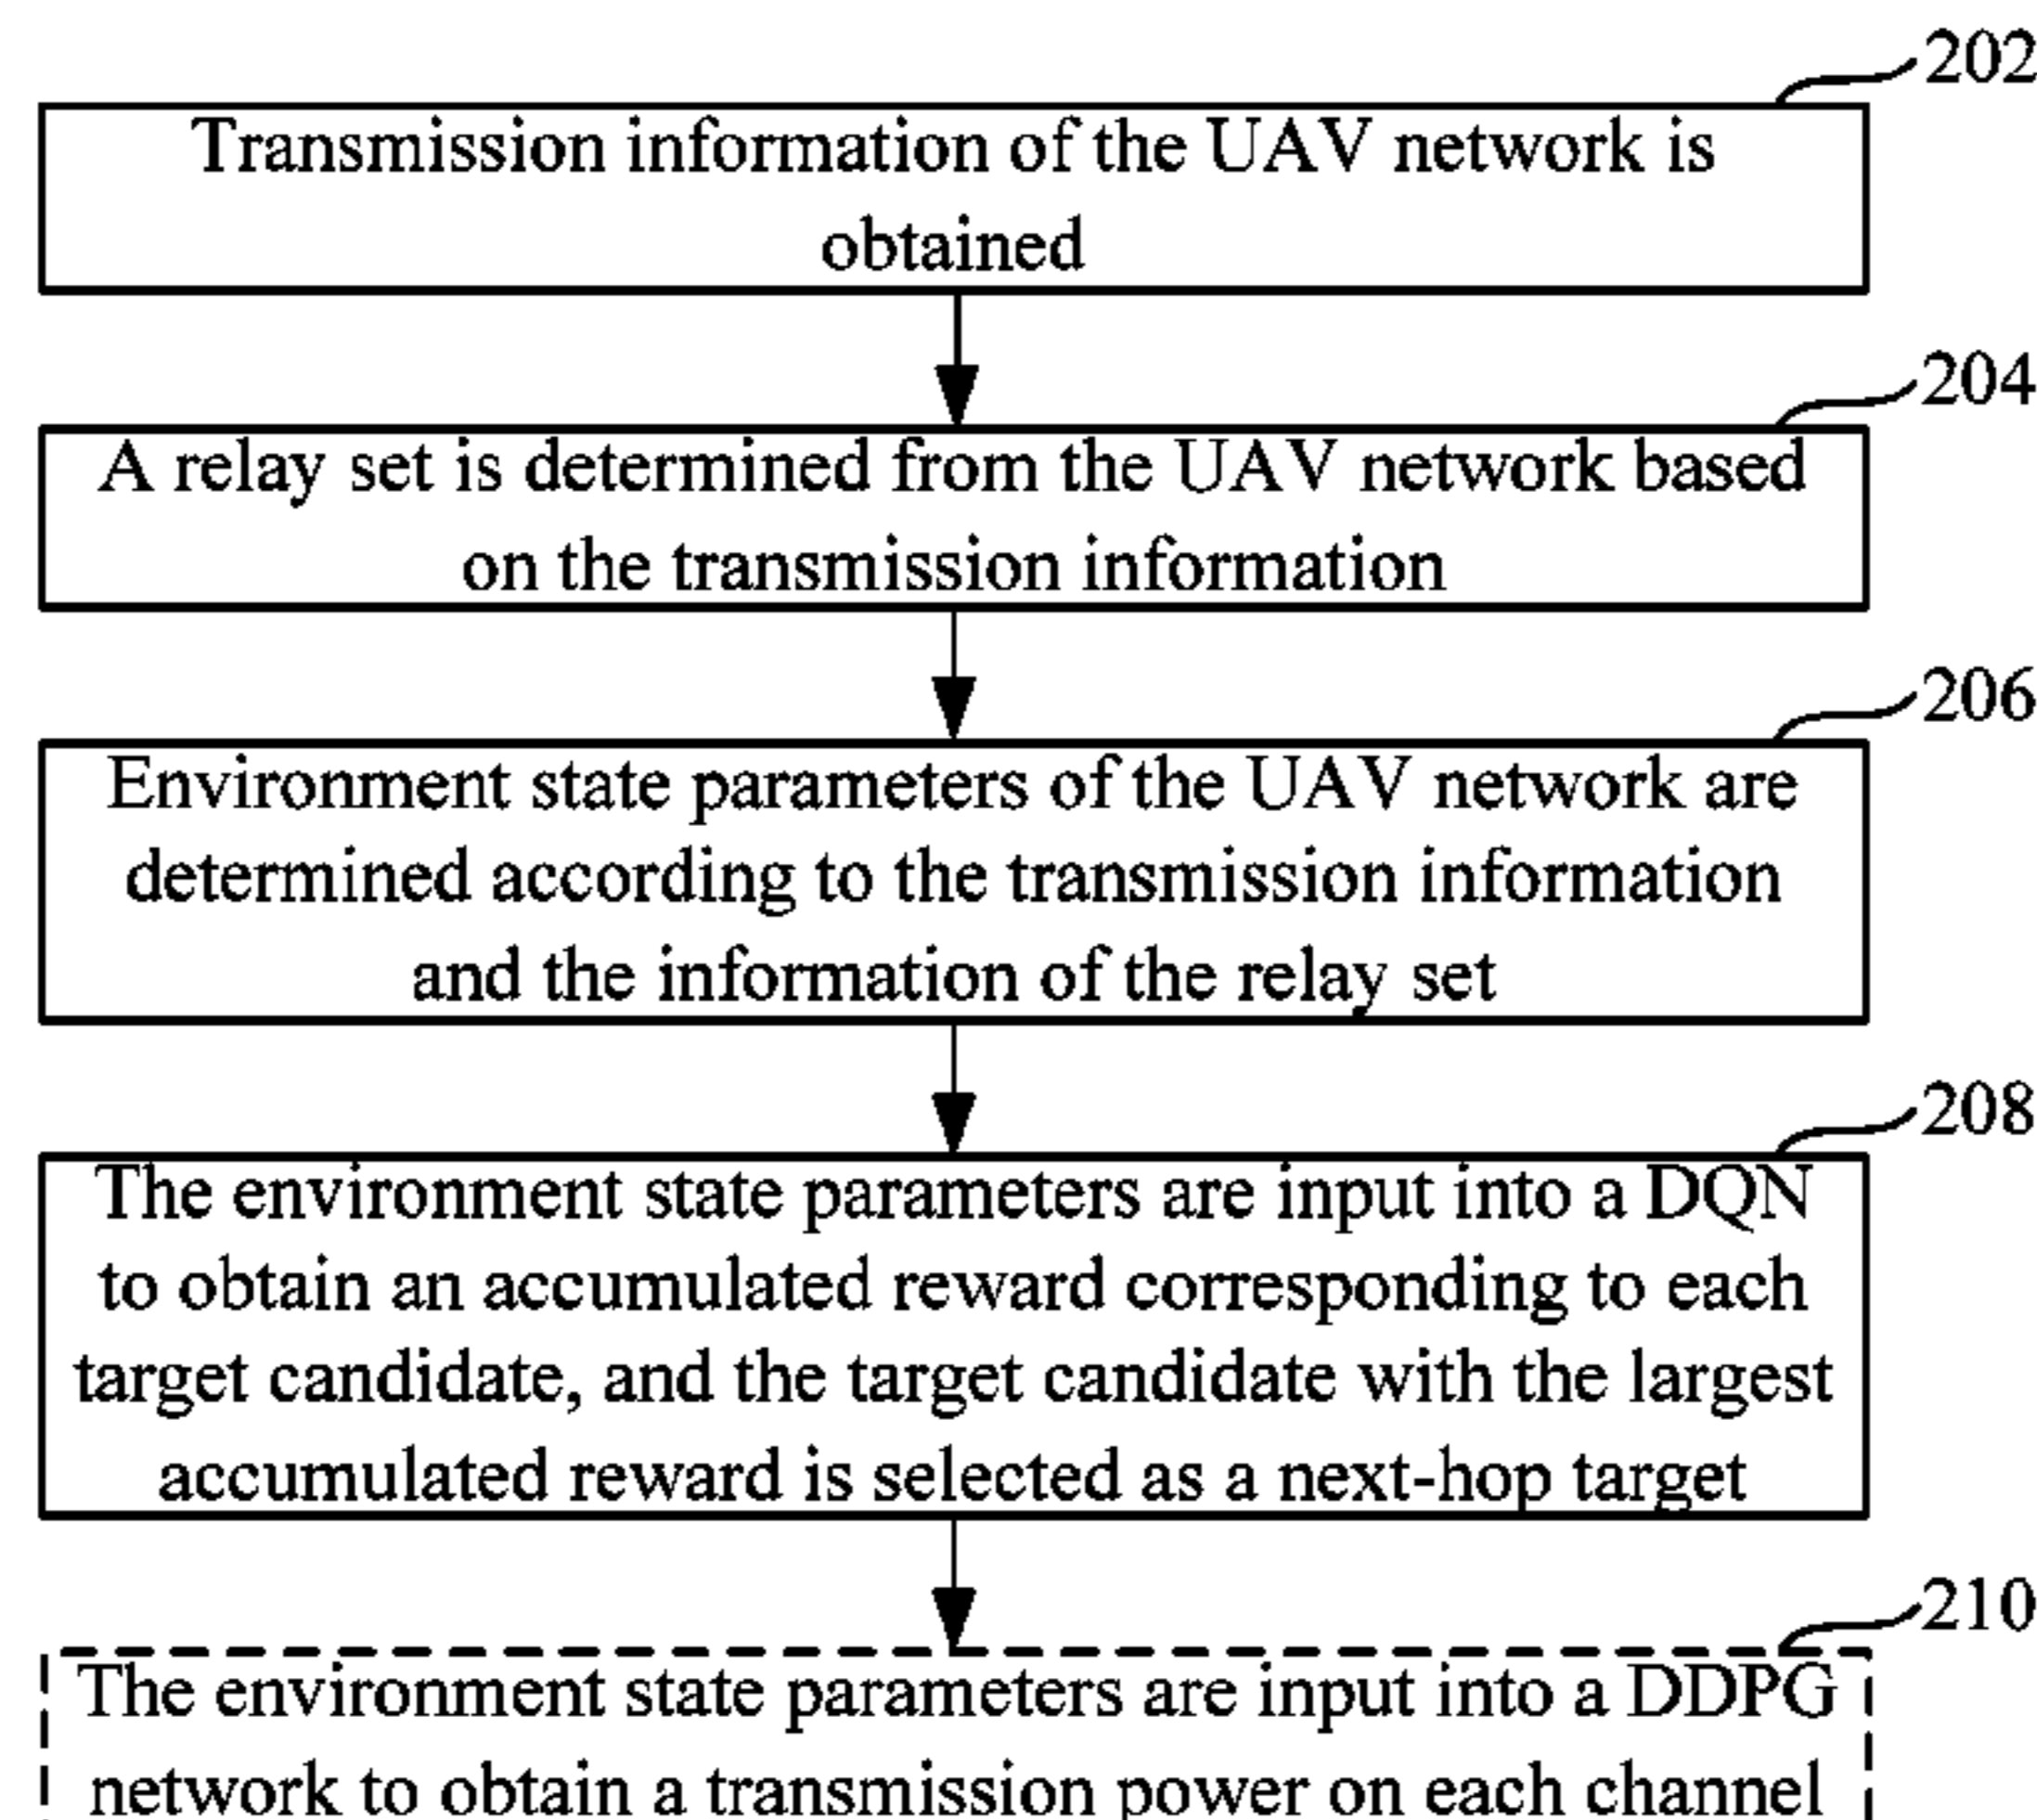 202
Transmission information of the UAV network is
obtained
204
A relay set is determined from the UAV network based
on the transmission information
206
Environment state parameters of the UAV network are
determined according to the transmission information
and the information of the relay set
208
The environment state parameters are input into a DQN
to obtain an accumulated reward corresponding to each
target candidate, and the target candidate with the largest
accumulated reward is selected as a next-hop target
210
The environment state parameters are input into a DDPG
network to obtain a transmission power on each channel